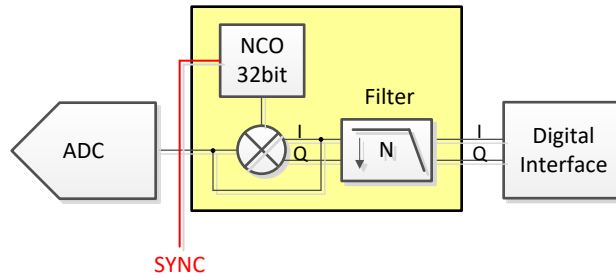 NCO
32bit
Filter
ADC
I
Q
N
I
Q
Digital
Interface
SYNC